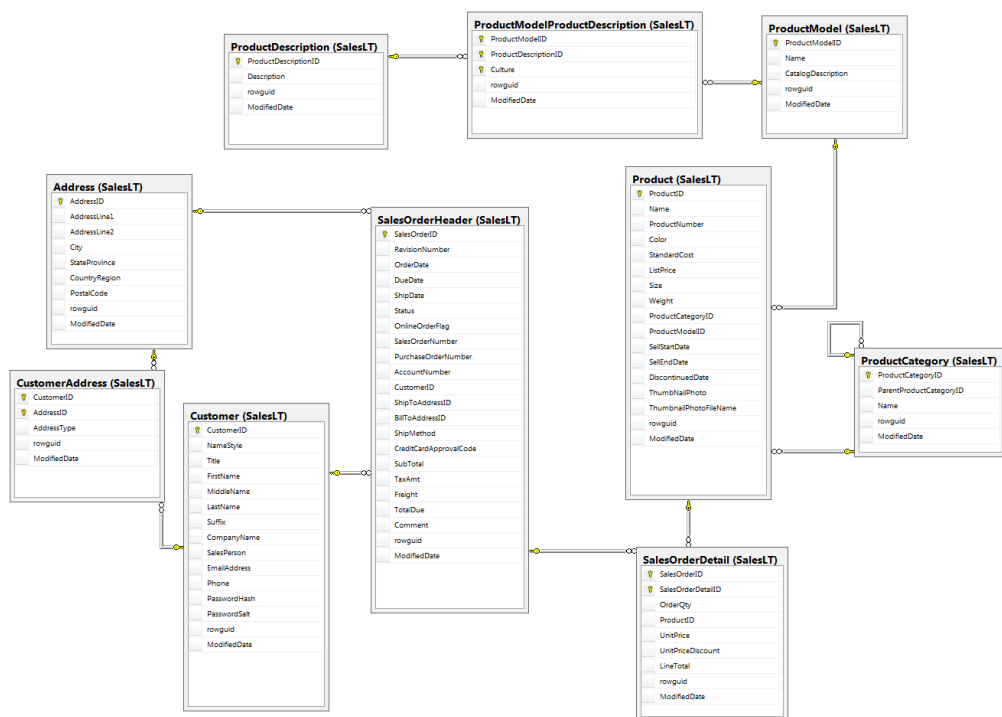 ProductDescription (SalesLT)
ProductDescriptionID
Description
rowguid
ModifiedDate
ProductModelProductDescription (SalesLT)
ProductModelID
ProductDescriptionID
Culture
rowguid
ModifiedDate
ProductModel (SalesLT)
ProductModelID
Name
CatalogDescription
rowguid
ModifiedDate
Address (SalesLT)
AddressID
AddressLine1
AddressLine2
City
StateProvince
CountryRegion
PostalCode
rowguid
ModifiedDate
SalesOrderHeader (SalesLT)
SalesOrderID
RevisionNumber
OrderDate
DueDate
ShipDate
Status
OnlineOrderFlag
SalesOrderNumber
PurchaseOrderNumber
AccountNumber
CustomerID
ShipToAddressID
BillToAddressID
ShipMethod
CreditCardApprovalCode
SubTotal
TaxAmt
Freight
TotalDue
Comment
rowguid
ModifiedDate
Product (SalesLT)
ProductID
Name
ProductNumber
Color
StandardCost
ListPrice
Size
Weight
ProductCategoryID
ProductModelID
SellStartDate
SellEndDate
DiscontinuedDate
ThumbNailPhoto
ThumbnailPhotoFileName
rowguid
ModifiedDate
ProductCategory (SalesLT)
ProductCategoryID
ParentProductCategoryID
Name
rowguid
ModifiedDate
CustomerAddress (SalesLT)
CustomerID
AddressID
AddressType
rowguid
ModifiedDate
Customer (SalesLT)
CustomerID
NameStyle
Title
FirstName
MiddleName
LastName
Suffix
CompanyName
SalesPerson
EmailAddress
Phone
PasswordHash
PasswordSalt
rowguid
ModifiedDate
SalesOrderDetail (SalesLT)
SalesOrderID
SalesOrderDetailID
OrderQty
ProductID
UnitPrice
UnitPriceDiscount
LineTotal
rowguid
ModifiedDate